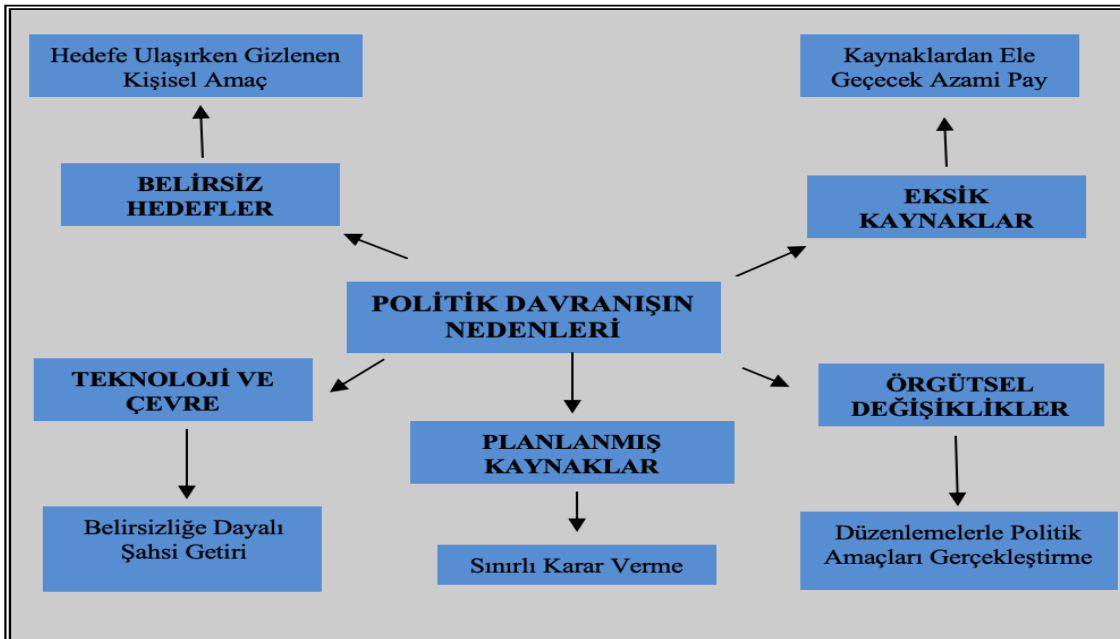 Hedefe Ulaşırken Gizlenen
Kişisel Amaç
Kaynaklardan Ele
Geçecek Azami Pay
BELİRSİZ
HEDEFLER
EKSİK
KAYNAKLAR
POLİTİK DAVRANIŞIN
NEDENLERİ
TEKNOLOJİ VE
ÇEVRE
PLANLANMIŞ
KAYNAKLAR
ÖRGÜTSEL
DEĞİŞİKLİKLER
Belirsizliğe Dayalı
Şahsi Getiri
Sınırlı Karar Verme
Düzenlemelerle Politik
Amaçları Gerçekleştirme